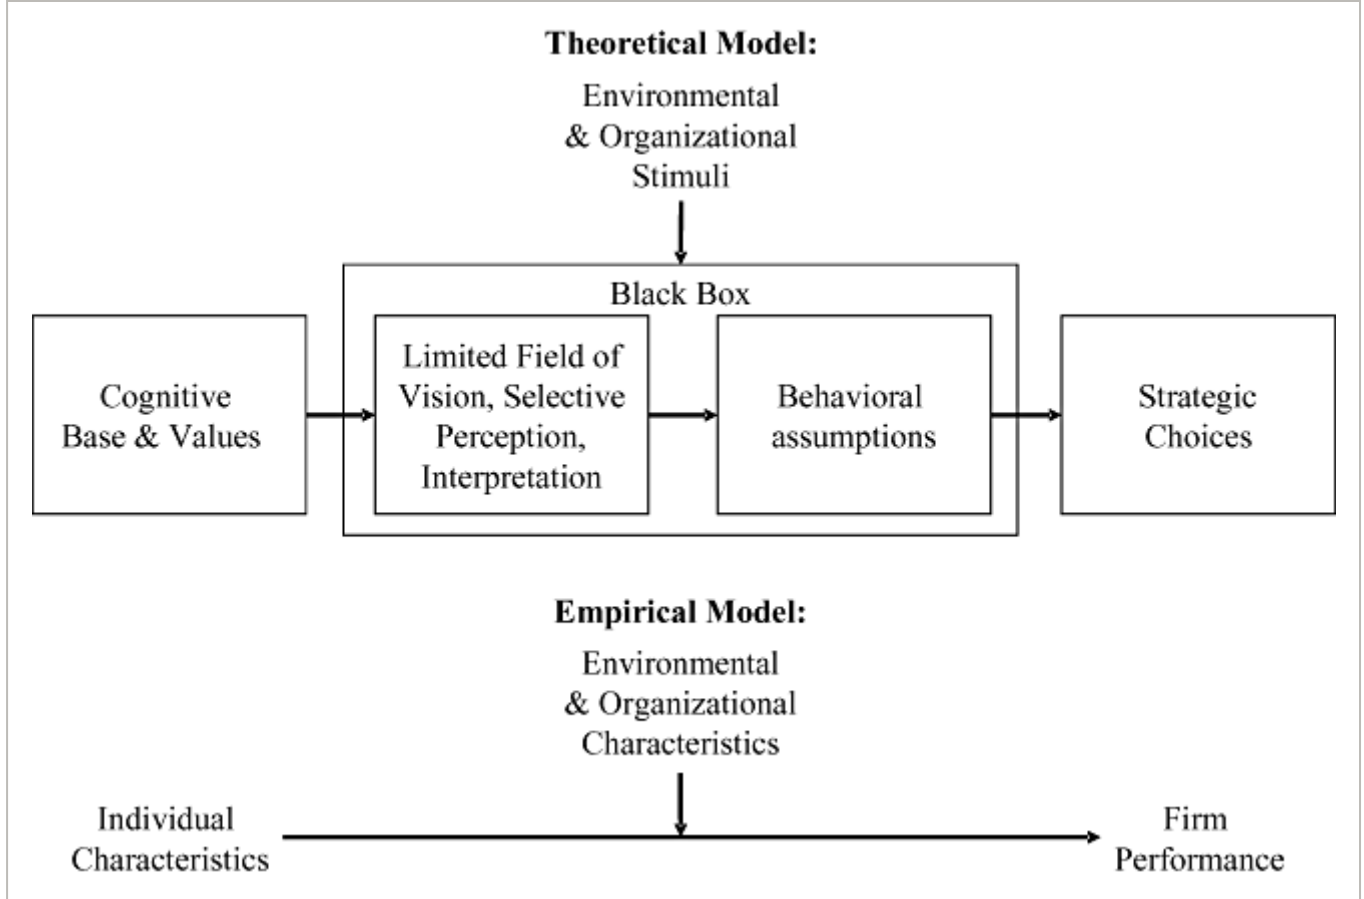 Theoretical Model:
Environmental
& Organizational
Stimuli
Black Box
Cognitive
Base & Values
Limited Field of
Vision, Selective
Perception,
Interpretation
Behavioral
assumptions
Strategic
Choices
Empirical Model:
Environmental
& Organizational
Characteristics
Individual
Characteristics
Firm
Performance